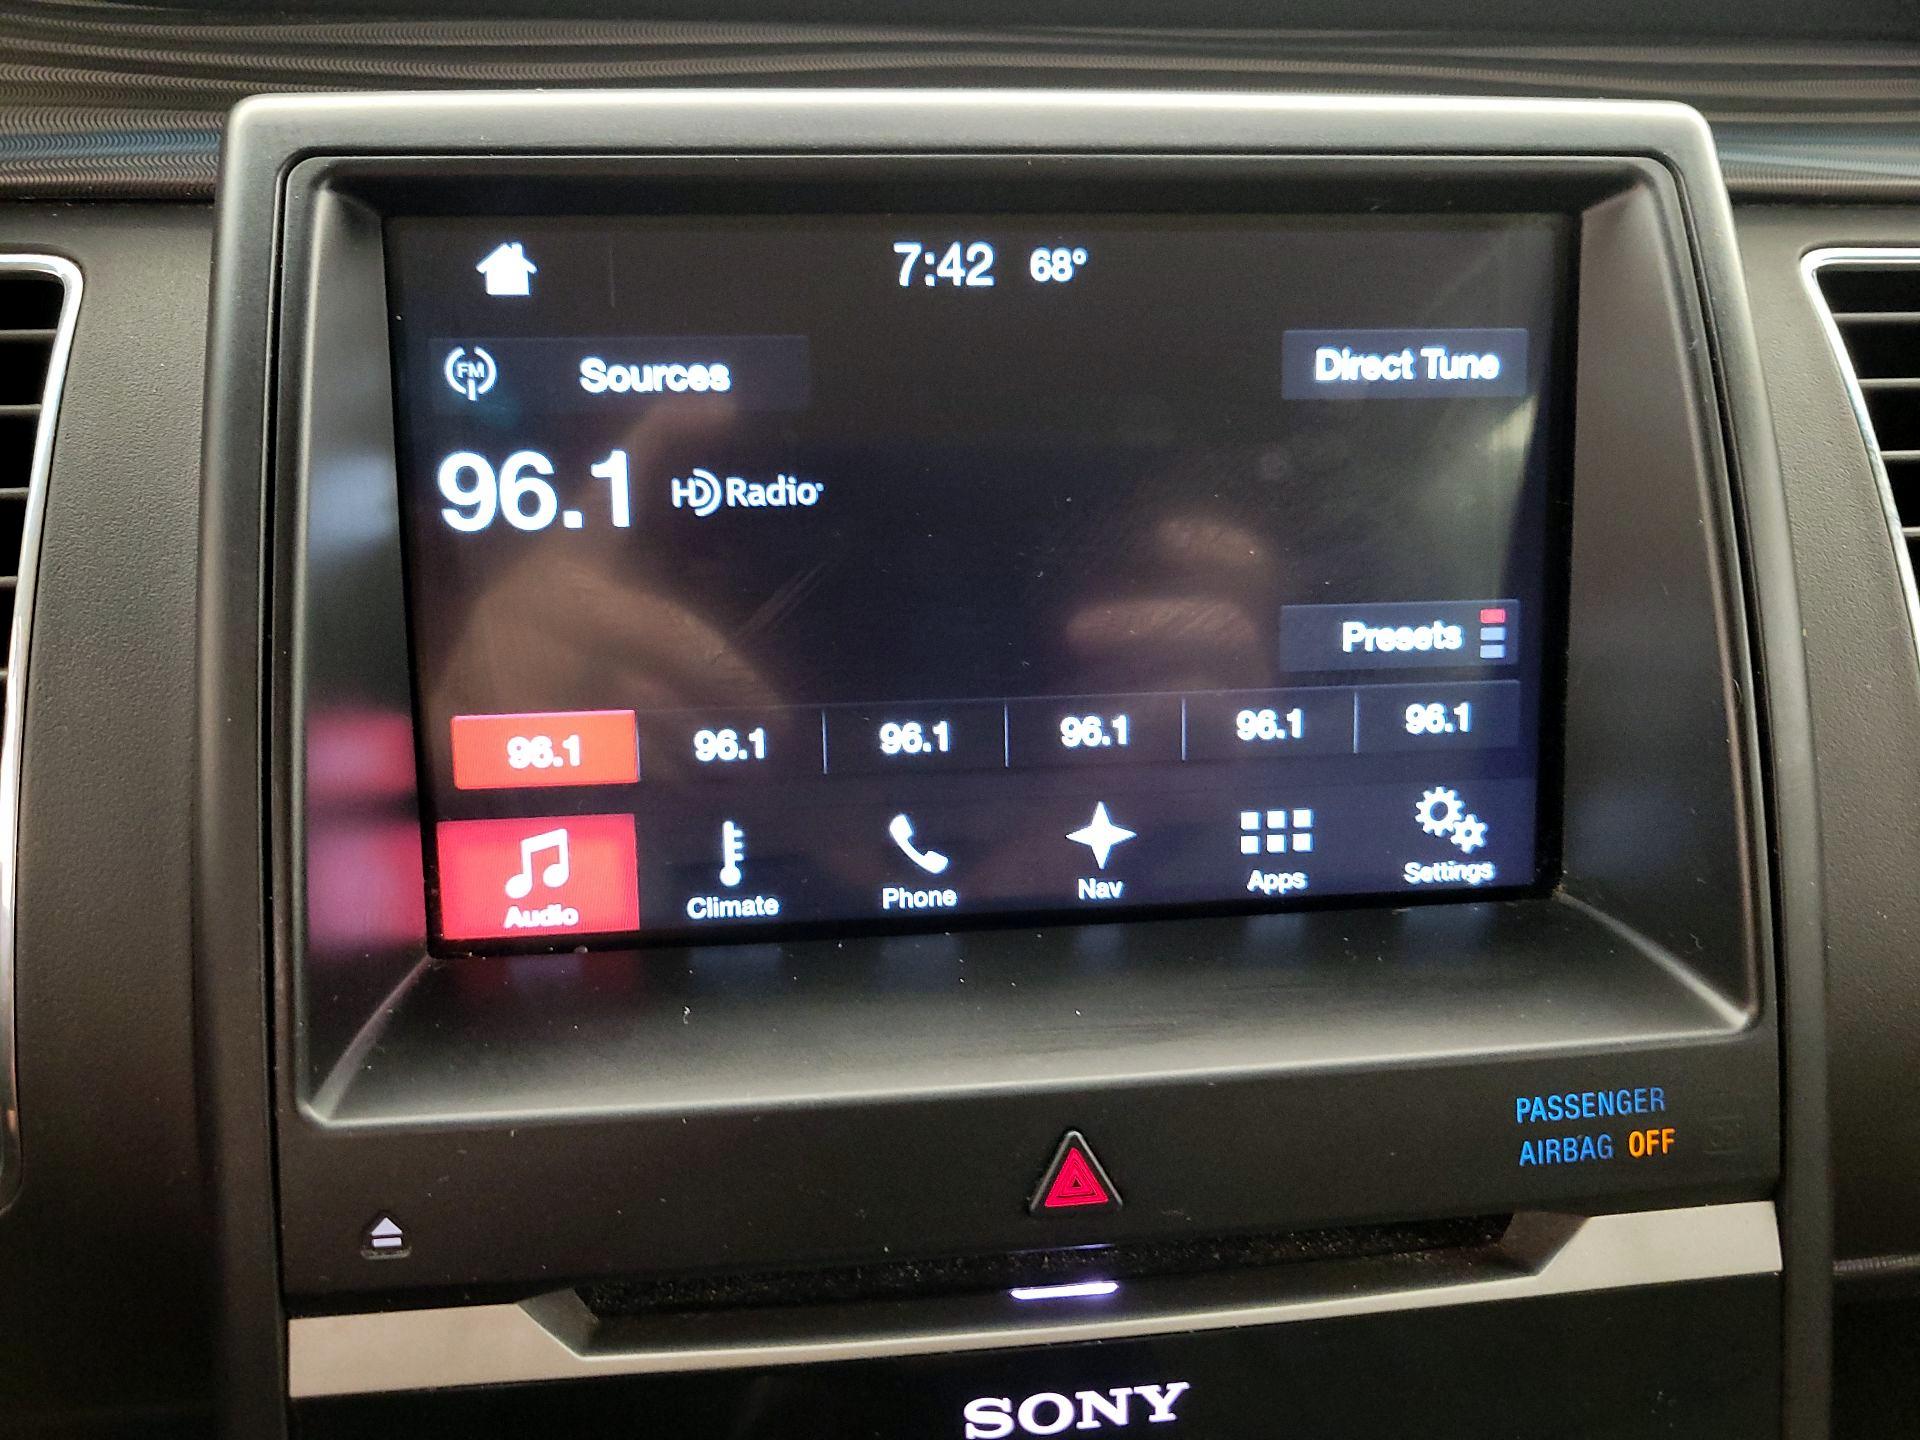 7:42 68°
FM Sources Direct Tune
96.1 HD Radio
Presets
96.1 96.1 96.1 96.1 96.1 96.1
Audio Climate Phone Nav Apps Settings
PASSENGER
AIRBAG OFF
SONY